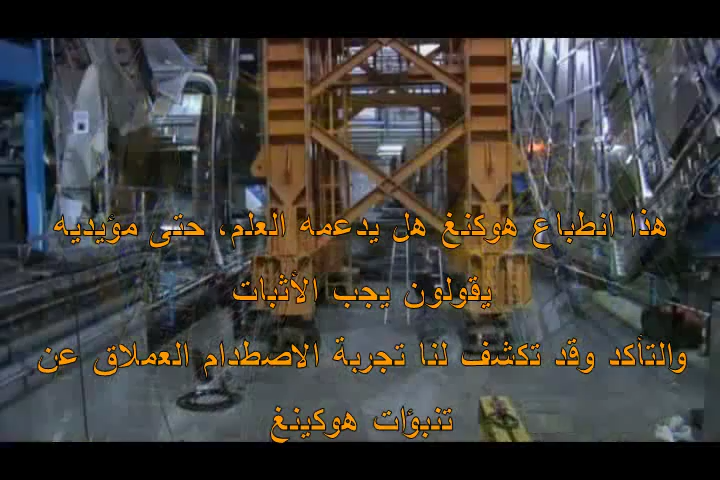 هذا انطباع هوكنغ هل يدعمه العلم، حتى مؤيديه
يقولون يجب الأثبات
والتأكد وقد تكشف لنا تجربة الاصطدام العملاق عن
تنبؤات هوكينغ